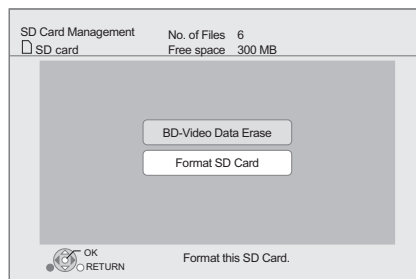 SD Card Management No. of Files 6
SD card Free space 300 MB
BD-Video Data Erase
Format SD Card
OK
RETURN
Format this SD Card.